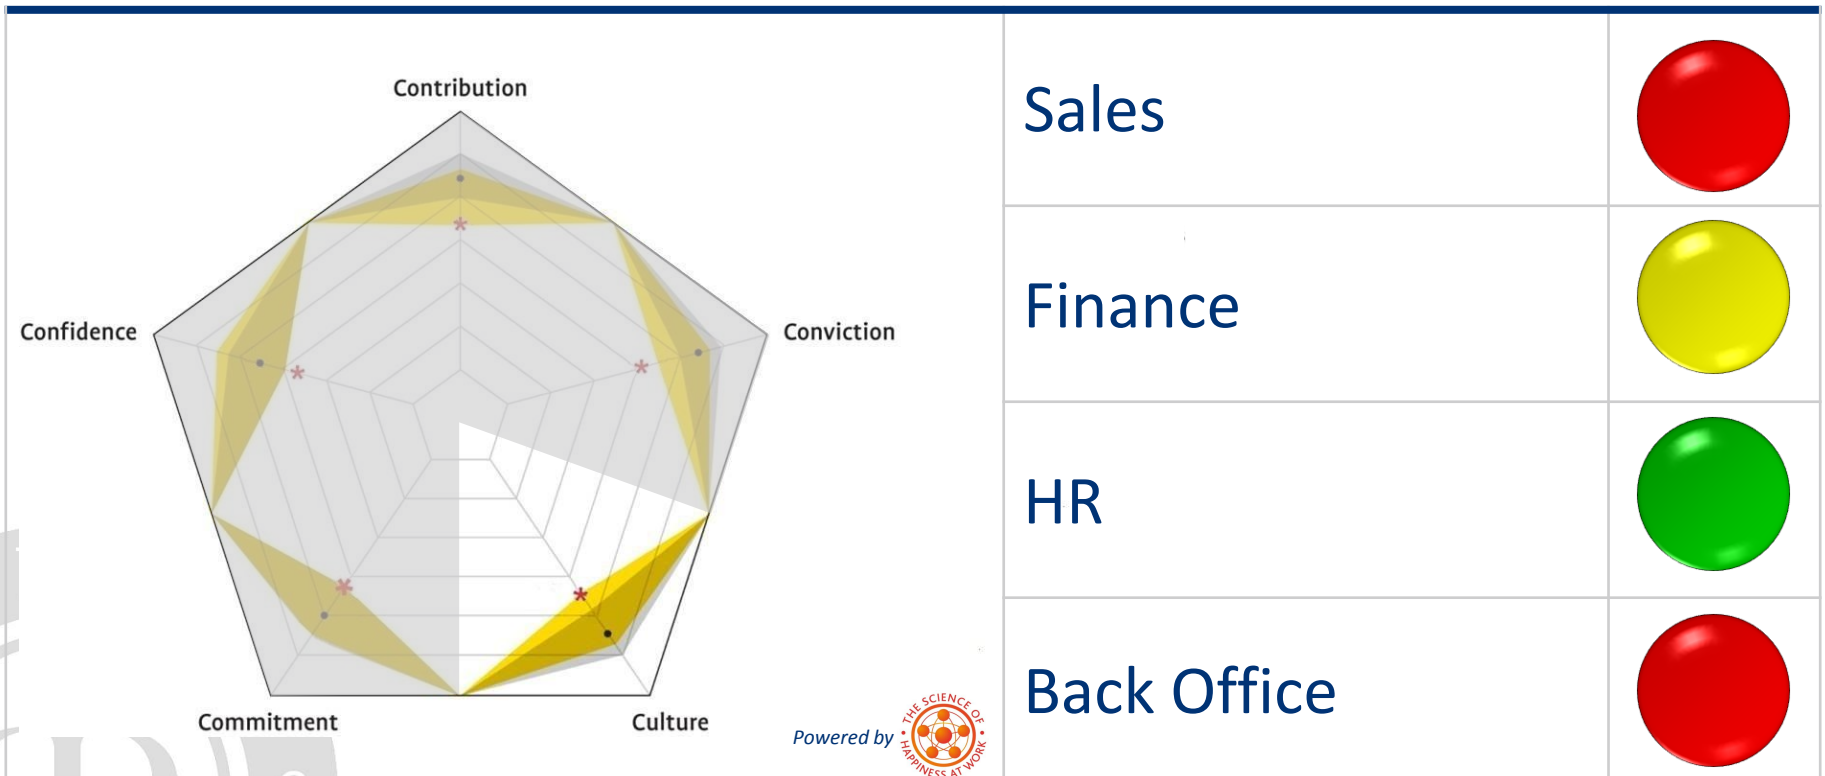 Contribution
Confidence
Conviction
Commitment
Culture
Powered by
THE SCIENCE OF
HAPPINESS AT WORK
Sales
Finance
HR
Back Office